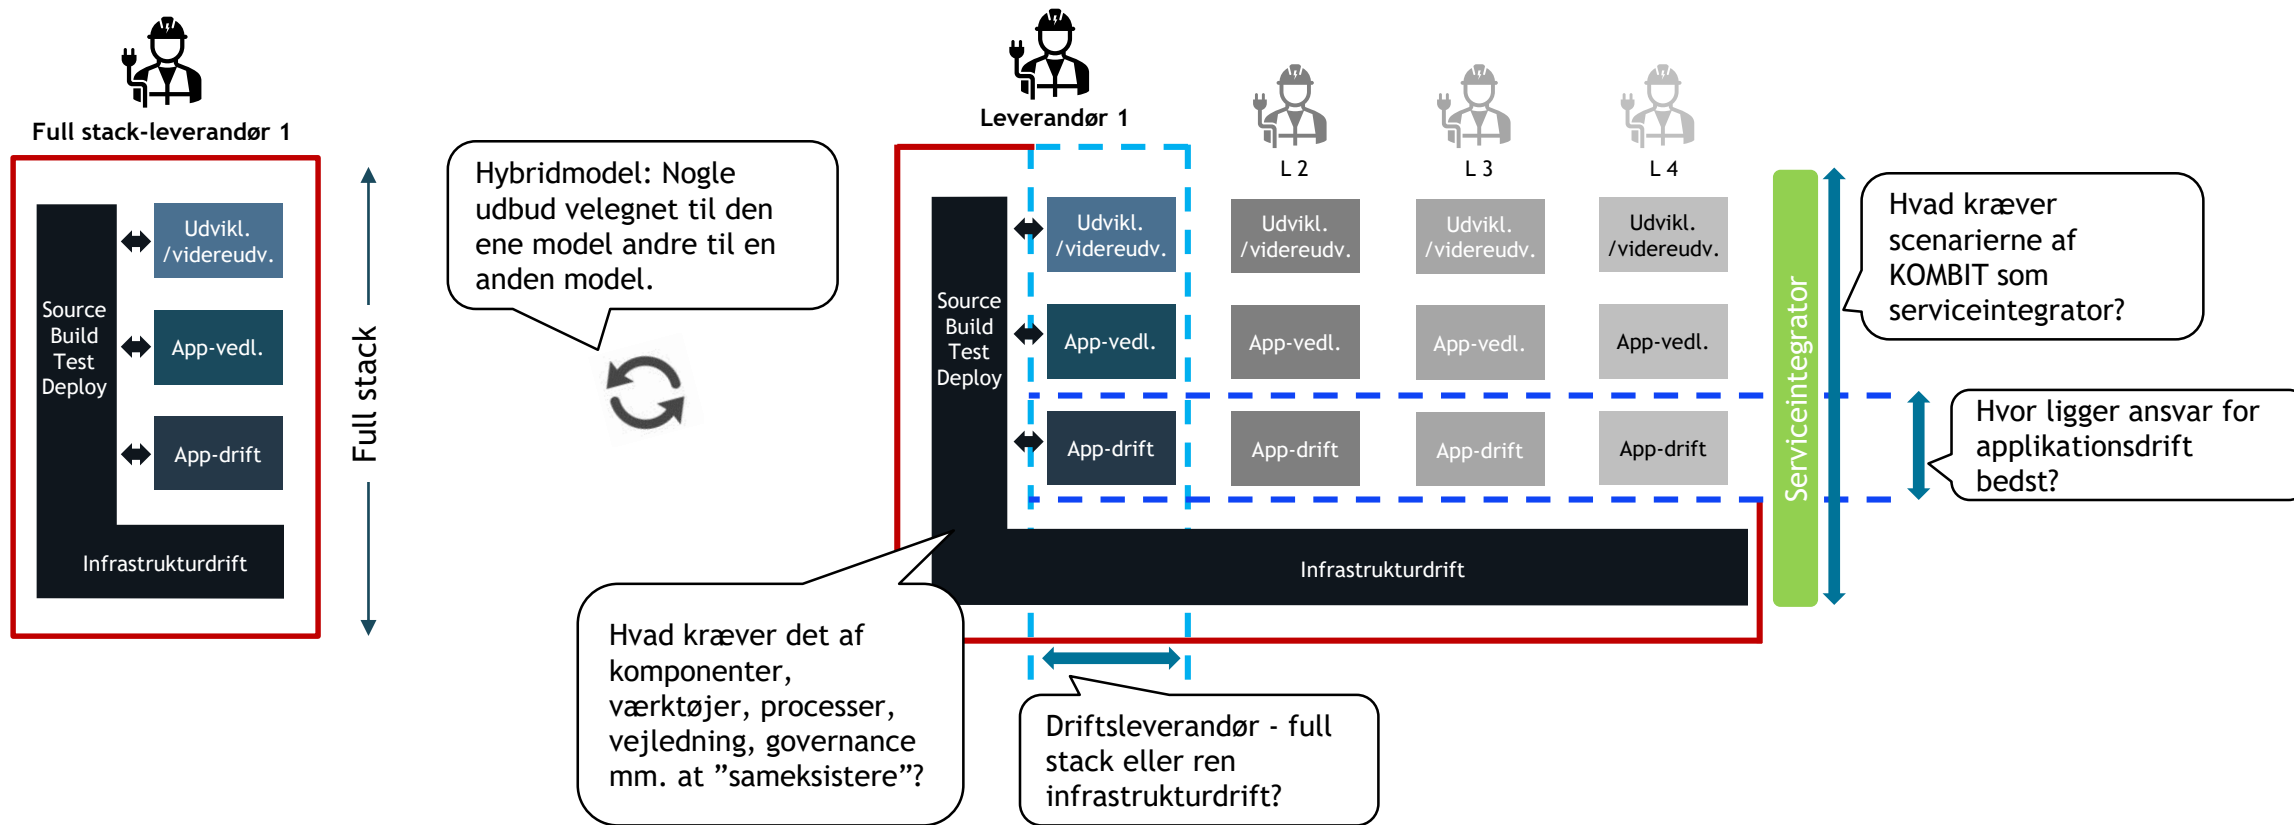 Full stack-leverandør 1
Source
Build
Test
Deploy
Udvikl.
/videreudv.
App-vedl.
App-drift
Infrastrukturdrift
Full stack
Hybridmodel: Nogle
udbud velegnet til den
ene model andre til en
anden model.
Leverandør 1
L 2
L 3
L 4
Source
Build
Test
Deploy
Udvikl.
/videreudv.
Udvikl.
/videreudv.
Udvikl.
/videreudv.
Udvikl.
/videreudv.
App-vedl.
App-vedl.
App-vedl.
App-vedl.
App-drift
App-drift
App-drift
App-drift
Infrastrukturdrift
Serviceintegrator
Hvad kræver
scenarierne af
KOMBIT som
serviceintegrator?
Hvor ligger ansvar for
applikationsdrift
bedst?
Hvad kræver det af
komponenter,
værktøjer, processer,
vejledning, governance
mm. at ”sameksistere”?
Driftsleverandør - full
stack eller ren
infrastrukturdrift?